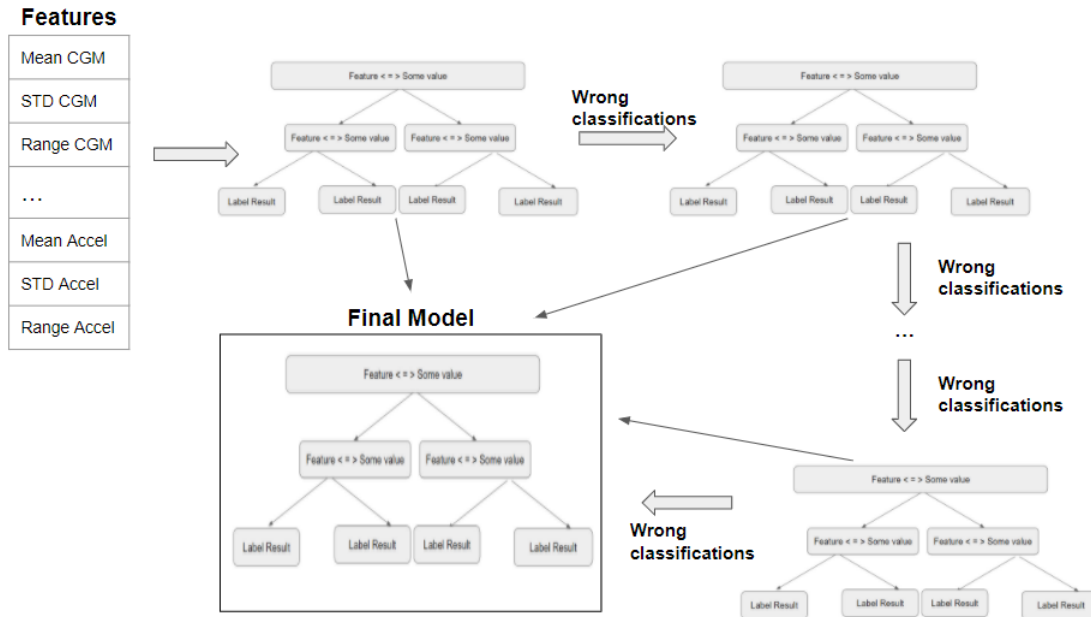 Features
Mean CGM
STD CGM
Range CGM
...
Mean Accel
STD Accel
Range Accel
Feature < = > Some value
Feature < = > Some value
Feature < = > Some value
Label Result
Label Result
Label Result
Label Result
Wrong
classifications
Feature < = > Some value
Feature < = > Some value
Feature < = > Some value
Label Result
Label Result
Label Result
Label Result
Wrong
classifications
...
Wrong
classifications
Feature < = > Some value
Feature < = > Some value
Feature < = > Some value
Label Result
Label Result
Label Result
Label Result
Wrong
classifications
Final Model
Feature < = > Some value
Feature < = > Some value
Feature < = > Some value
Label Result
Label Result
Label Result
Label Result